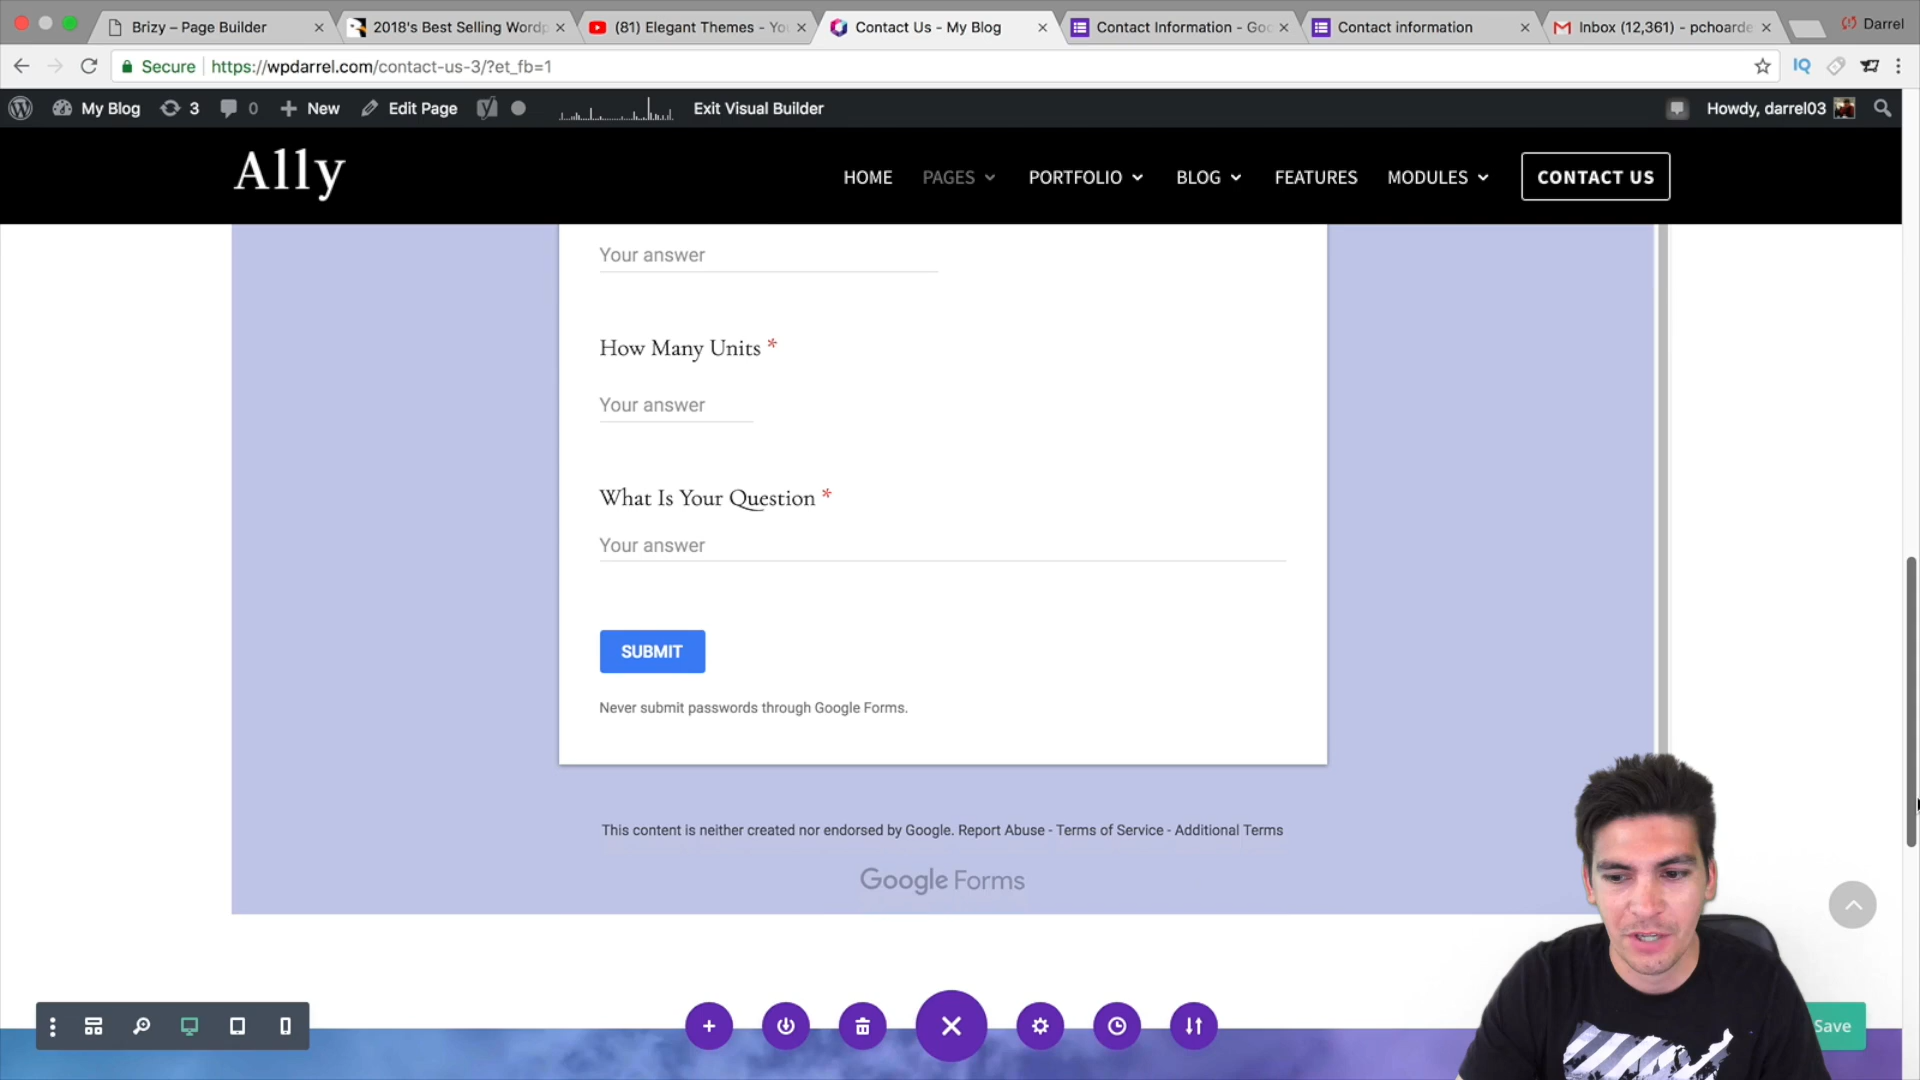 Brizy – Page Builder
2018's Best Selling Wordp
(81) Elegant Themes - You
Contact Us - My Blog
Contact Information - Goo
Contact information
Inbox (12,361) - pchoarde
Darrel
Secure
https://wpdarrel.com/contact-us-3/?et_fb=1
IQ
My Blog
3
0
New
Edit Page
Exit Visual Builder
Howdy, darrel03
Ally
HOME
PAGES
PORTFOLIO
BLOG
FEATURES
MODULES
CONTACT US
Your answer
How Many Units *
Your answer
What Is Your Question *
Your answer
SUBMIT
Never submit passwords through Google Forms.
This content is neither created nor endorsed by Google. Report Abuse - Terms of Service - Additional Terms
Google Forms
Save